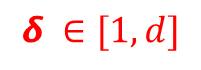 𝜹 ∈ [1, 𝑑]